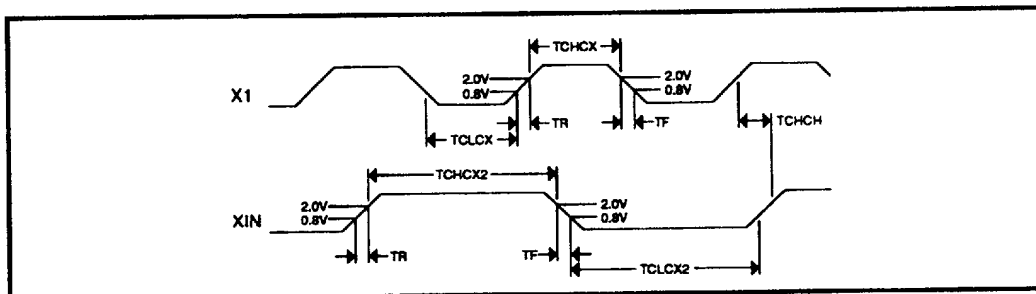 TCHCX
2.0V
2.0V
X1
0.8V
0.8V
TR
TF
TCHCH
TCLCX
TCHCX2
2.0V
2.0V
0.8V
0.8V
XIN
TR
TF
TCLCX2